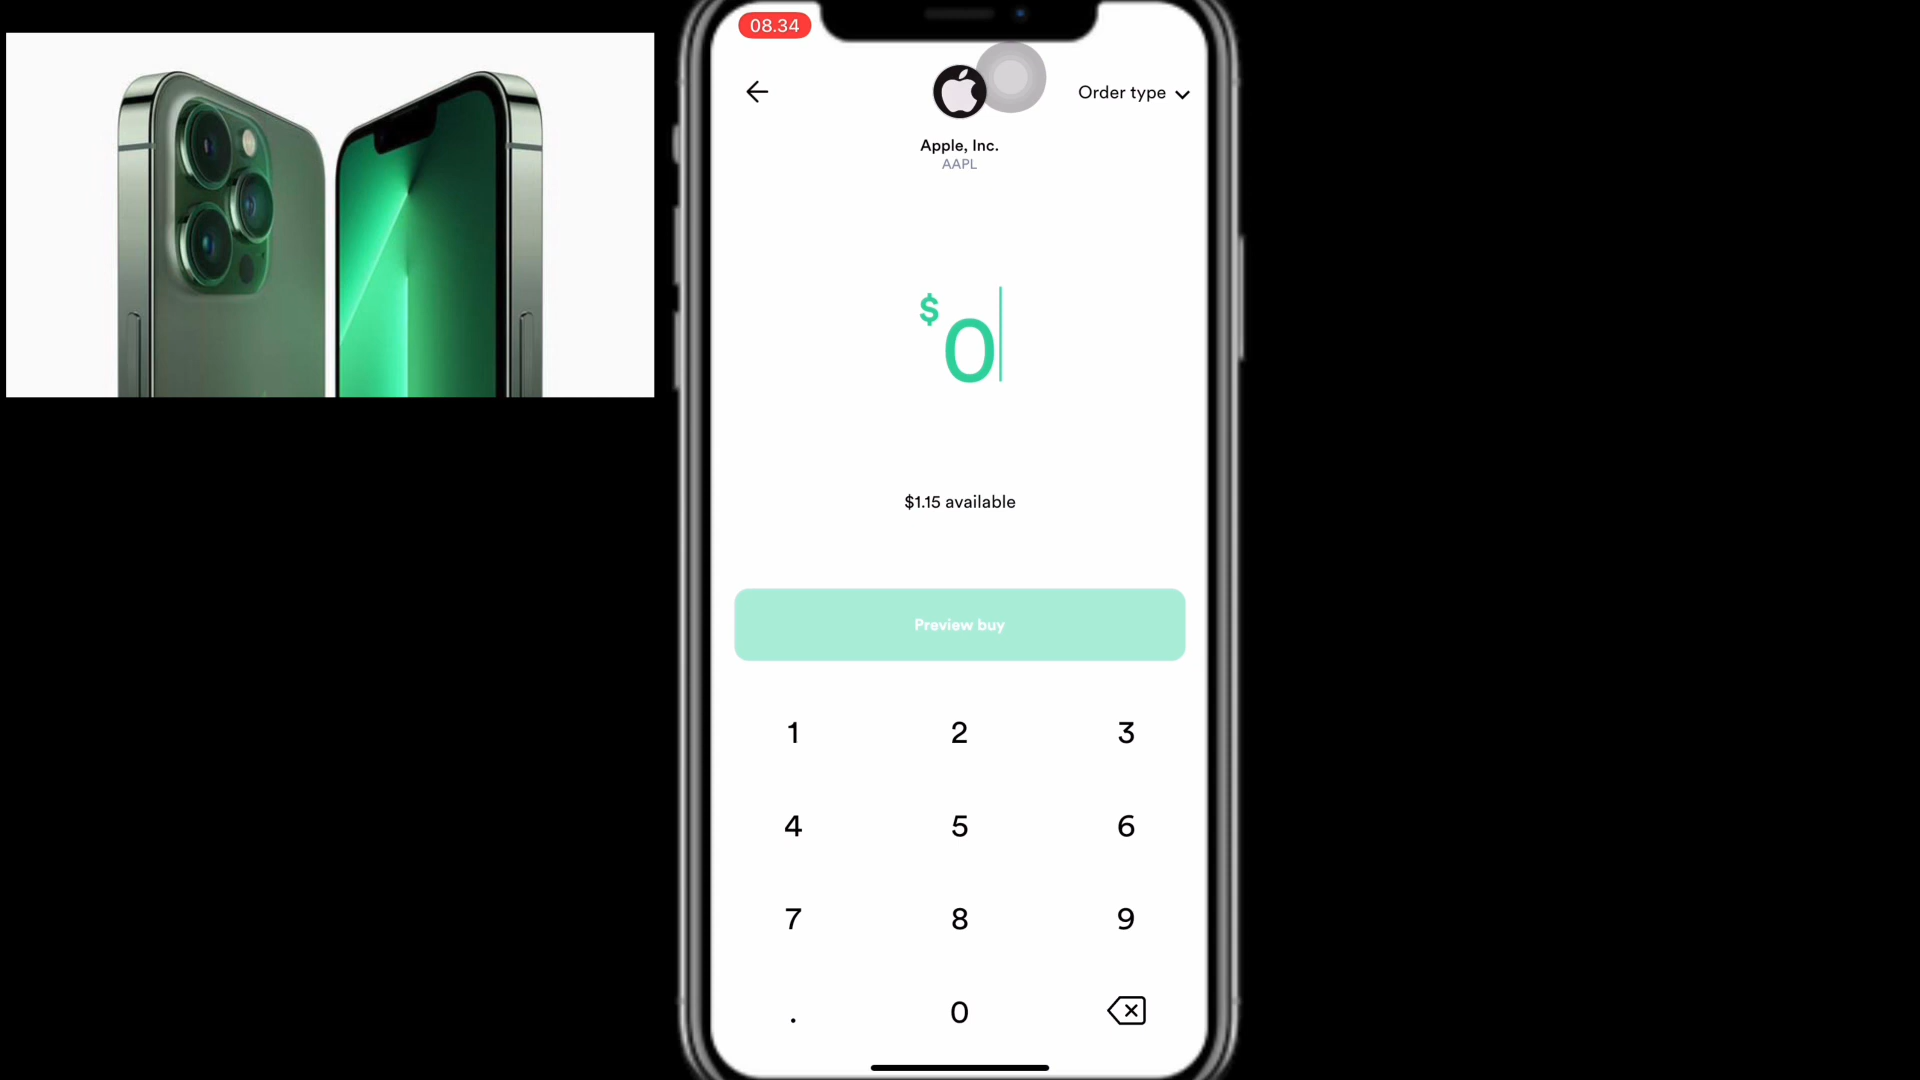 08.34
Order type
Apple, Inc.
AAPL
$0
$1.15 available
Preview buy
1 2 3
4 5 6
7 8 9
. 0